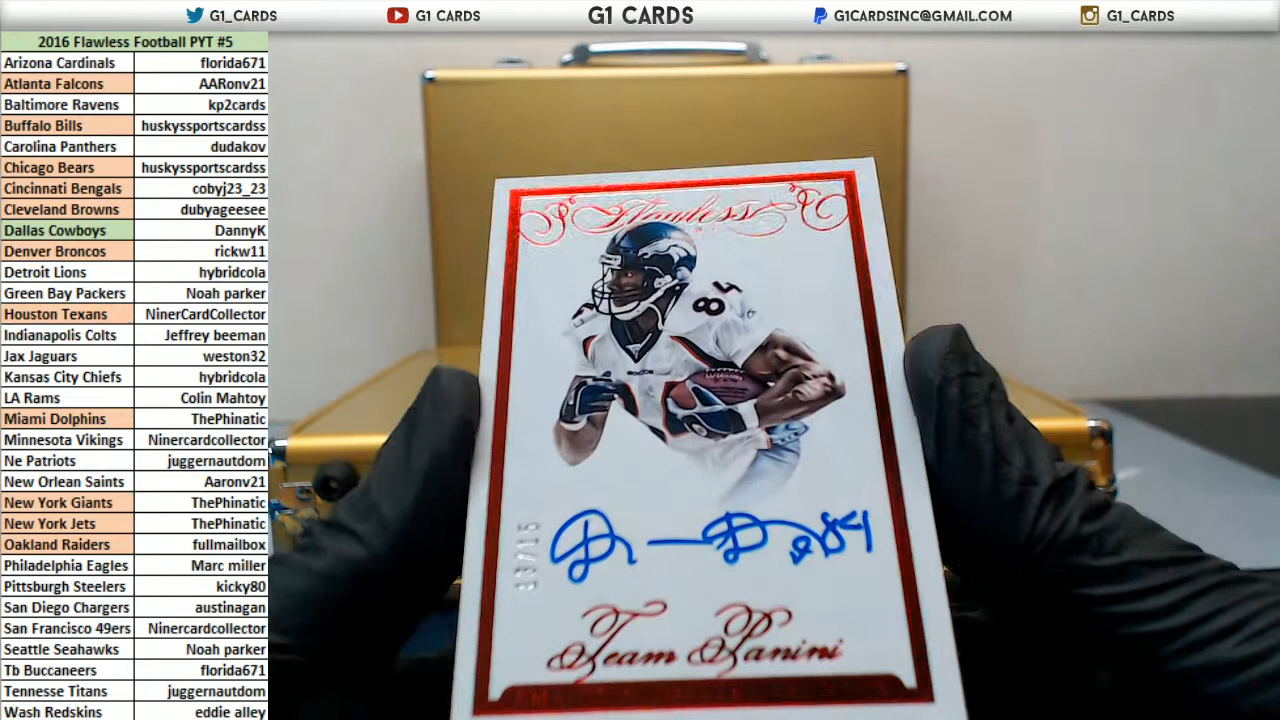 G1_CARDS G1 CARDS G1 CARDS G1CARDSINC@GMAIL.COM G1_CARDS
2016 Flawless Football PYT #5
Arizona Cardinals florida671
Atlanta Falcons AARonv21
Baltimore Ravens kp2cards
Buffalo Bills huskyssportscardss
Carolina Panthers dudakov
Chicago Bears huskyssportscardss
Cincinnati Bengals cobyj23_23
Cleveland Browns dubyageesee
Dallas Cowboys DannyK
Denver Broncos rickw11
Detroit Lions hybridcola
Green Bay Packers Noah parker
Houston Texans NinerCardCollector
Indianapolis Colts Jeffrey beeman
Jax Jaguars weston32
Kansas City Chiefs hybridcola
LA Rams Colin Mahtoy
Miami Dolphins ThePhinatic
Minnesota Vikings Ninercardcollector
Ne Patriots juggernautdom
New Orlean Saints Aaronv21
New York Giants ThePhinatic
New York Jets ThePhinatic
Oakland Raiders fullmailbox
Philadelphia Eagles Marc miller
Pittsburgh Steelers kicky80
San Diego Chargers austinagan
San Francisco 49ers Ninercardcollector
Seattle Seahawks Noah parker
Tb Buccaneers florida671
Tennesse Titans juggernautdom
Wash Redskins eddie alley
Flawless
84
84
Team Panini